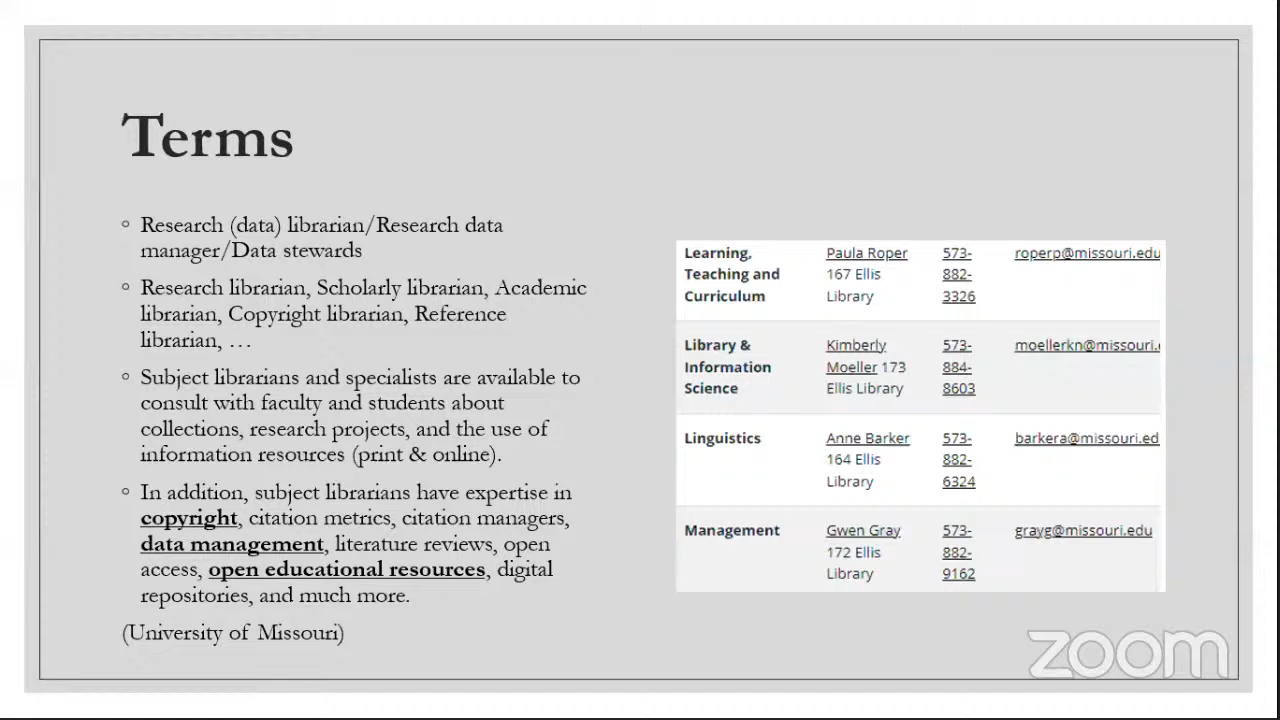 Terms
◦ Research (data) librarian/Research data
manager/Data stewards
◦ Research librarian, Scholarly librarian, Academic
librarian, Copyright librarian, Reference
librarian, …
◦ Subject librarians and specialists are available to
consult with faculty and students about
collections, research projects, and the use of
information resources (print & online).
◦ In addition, subject librarians have expertise in
copyright, citation metrics, citation managers,
data management, literature reviews, open
access, open educational resources, digital
repositories, and much more.
(University of Missouri)
Learning, Paula Roper 573- roperp@missouri.edu
Teaching and 167 Ellis 882-
Curriculum Library 3326
Library & Kimberly 573- moellerkn@missouri.
Information Moeller 173 884-
Science Ellis Library 8603
Linguistics Anne Barker 573- barkera@missouri.ed
164 Ellis 882-
Library 6324
Management Gwen Gray 573- grayg@missouri.edu
172 Ellis 882-
Library 9162
zoom